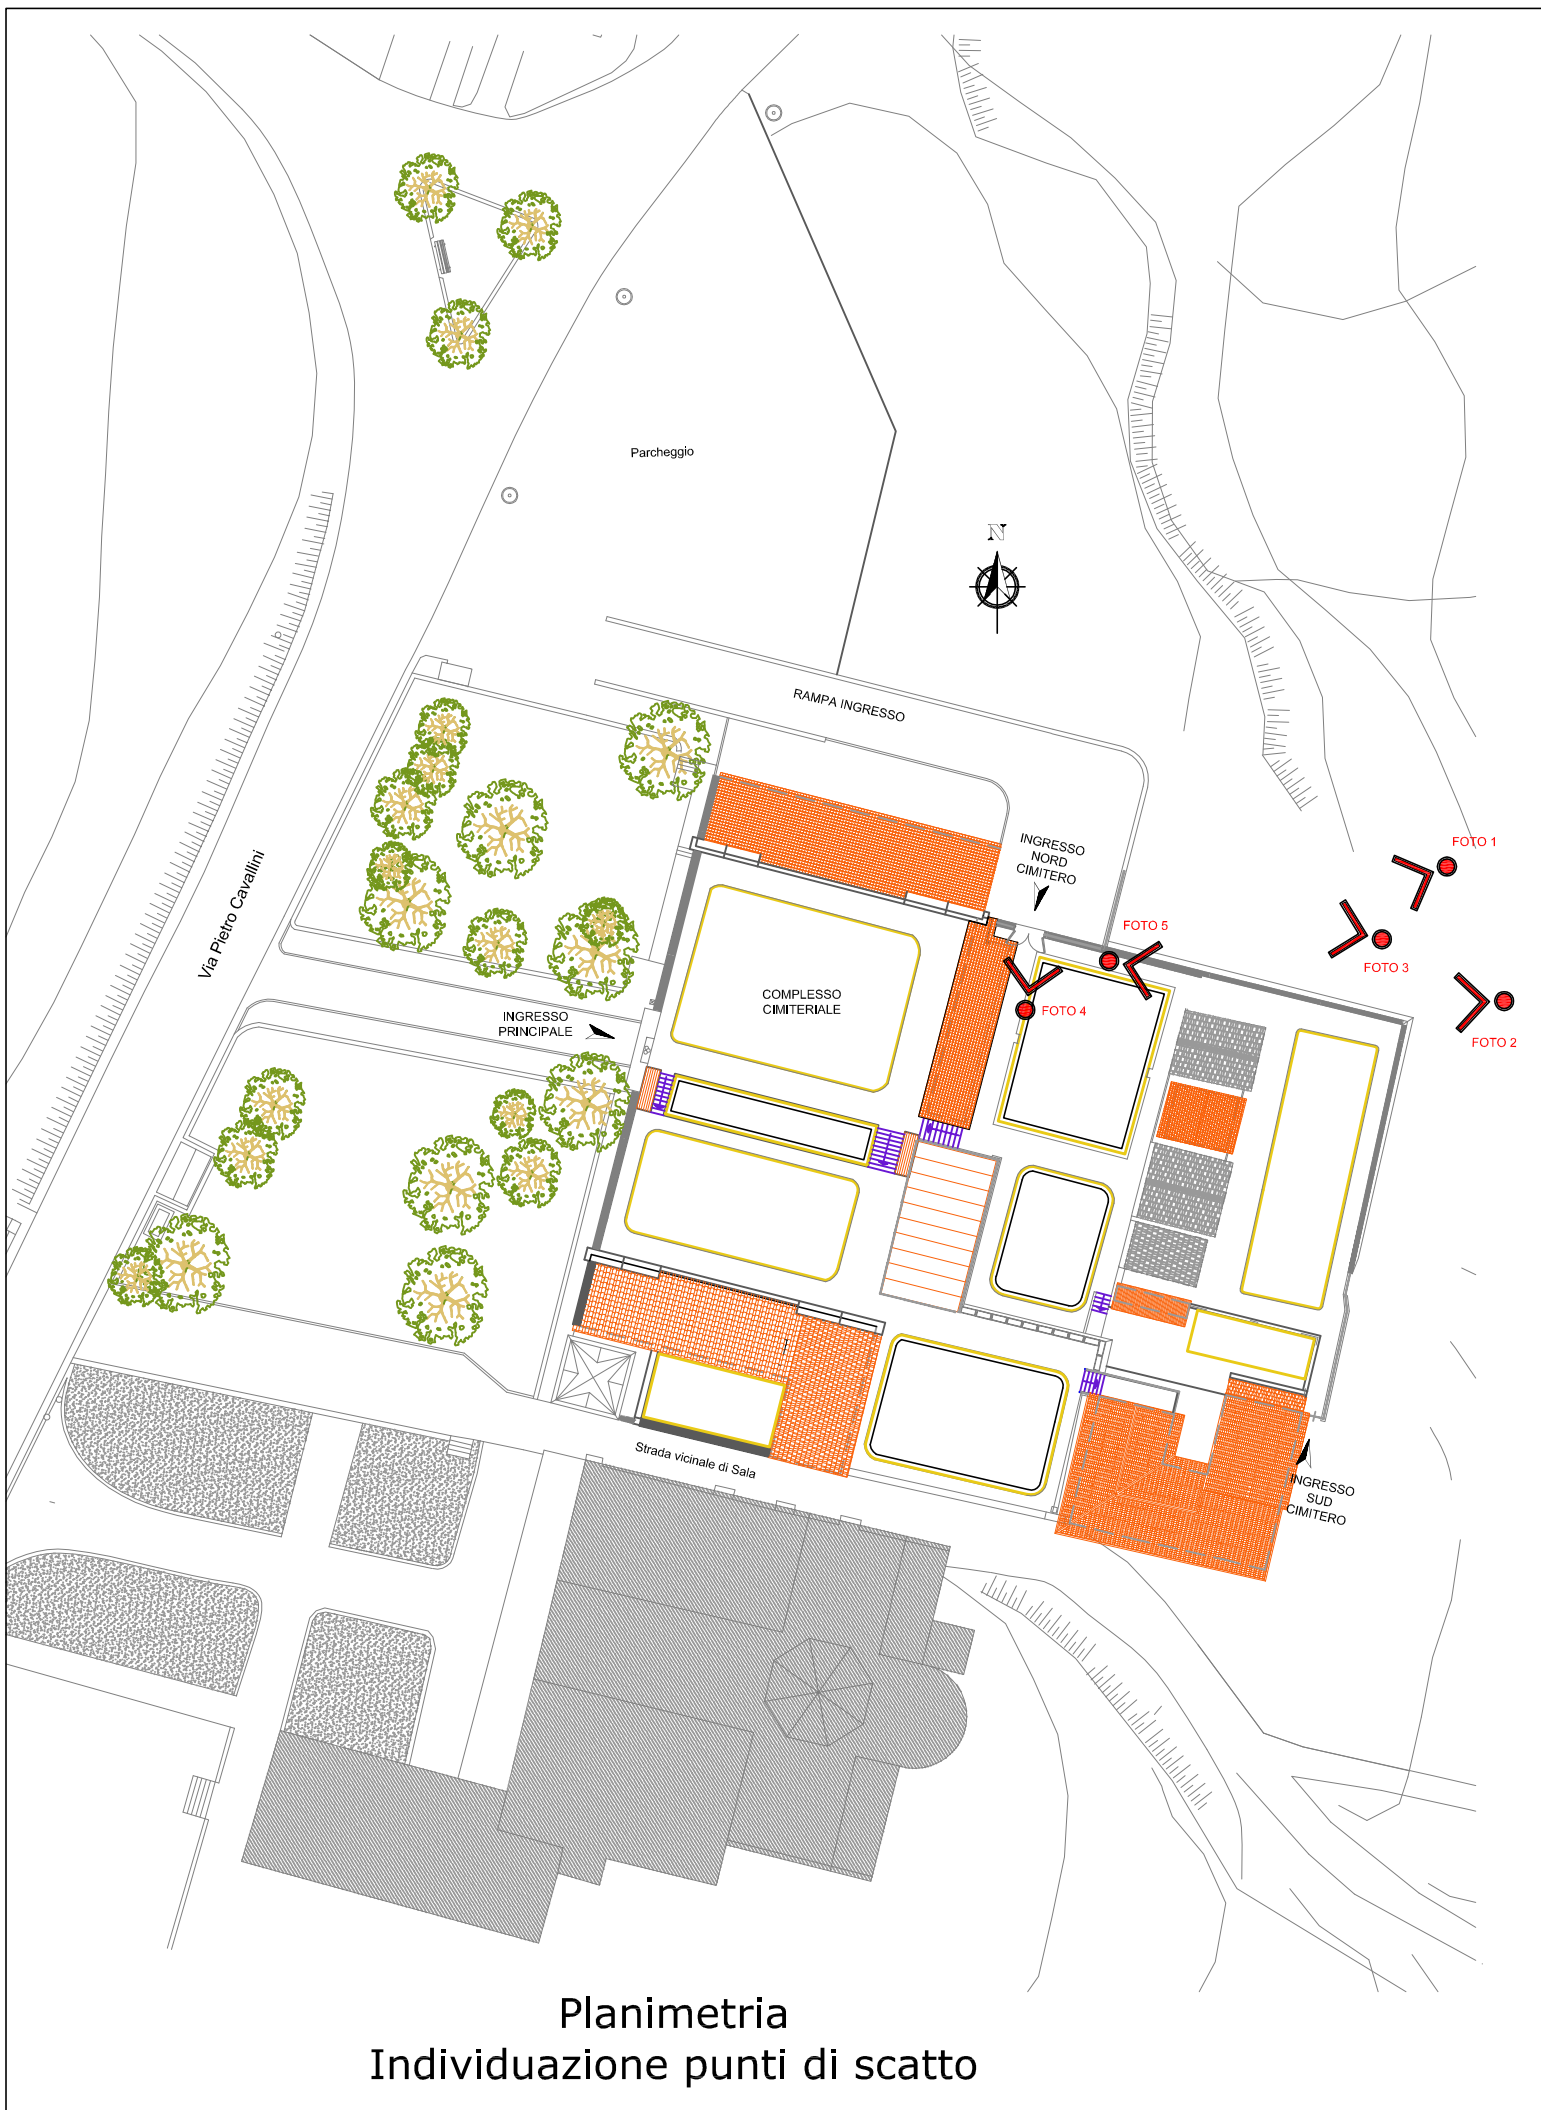 Parcheggio
N
RAMPA INGRESSO
INGRESSO
NORD
CIMITERO
FOTO 1
FOTO 5
FOTO 3
Via Pietro Cavallini
COMPLESSO
CIMITERIALE
FOTO 4
INGRESSO
PRINCIPALE
FOTO 2
Strada vicinale di Sala
INGRESSO
SUD
CIMITERO
Planimetria
Individuazione punti di scatto